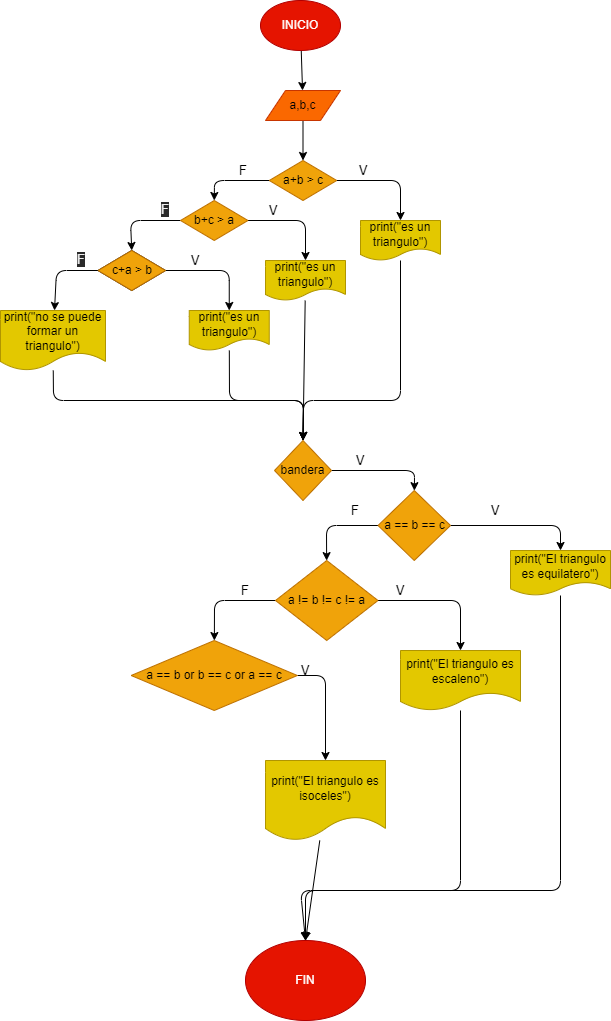 INICIO
a,b,c
F
a+b > c
V
F
b+c > a
V
print("es un
triangulo")
F
c+a > b
V
print("es un
triangulo")
print("no se puede
formar un
triangulo")
print("es un
triangulo")
bandera
V
F
a == b == c
V
print("El triangulo
es equilatero")
F
a != b != c != a
V
a == b or b == c or a == c
V
print("El triangulo es
escaleno")
print("El triangulo es
isoceles")
FIN